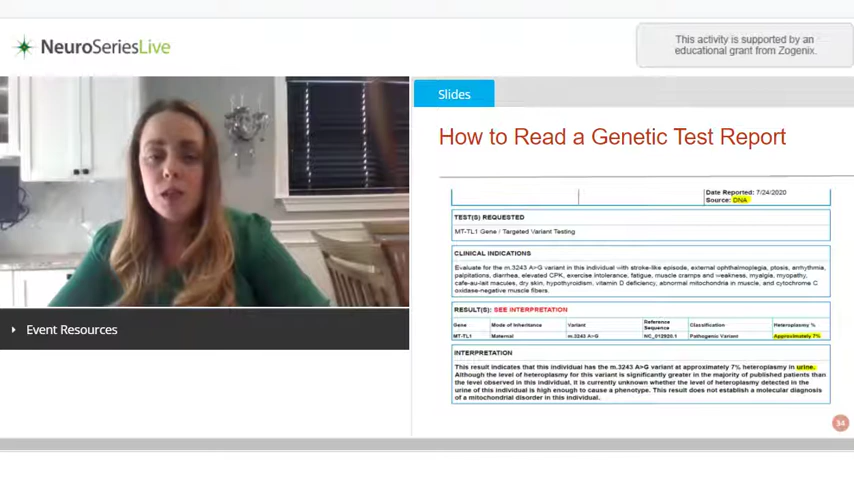 NeuroSeriesLive
This activity is supported by an
educational grant from Zogenix.
Slides
How to Read a Genetic Test Report
Date Reported: 7/24/2020
Source: DNA
TEST(S) REQUESTED
MT-TL1 Gene / Targeted Variant Testing
CLINICAL INDICATIONS
Evaluate for the m.3243 A>G variant in this individual with stroke-like episode, external ophthalmoplegia, ptosis, arrhythmia,
palpitations, diarrhea, elevated CPK, exercise intolerance, fatigue, muscle cramps and weakness, myalgia, myopathy,
cafe-au-lait macules, dry skin, hypothyroidism, vitamin D deficiency, abnormal mitochondria in muscle, and cytochrome C
oxidase-negative muscle fibers.
RESULT(S): SEE INTERPRETATION
Gene Mode of Inheritance Variant Reference Sequence Classification Heteroplasmy %
MT-TL1 Maternal m.3243 A>G NC_012920.1 Pathogenic Variant Approximately 7%
INTERPRETATION
This result indicates that this individual has the m.3243 A>G variant at approximately 7% heteroplasmy in urine.
Although the level of heteroplasmy for this variant is significantly greater in the majority of published patients than
the level observed in this individual, it is currently unknown whether the level of heteroplasmy detected in the
urine of this individual is high enough to cause a phenotype. This result does not establish a molecular diagnosis
of a mitochondrial disorder in this individual.
Event Resources
34